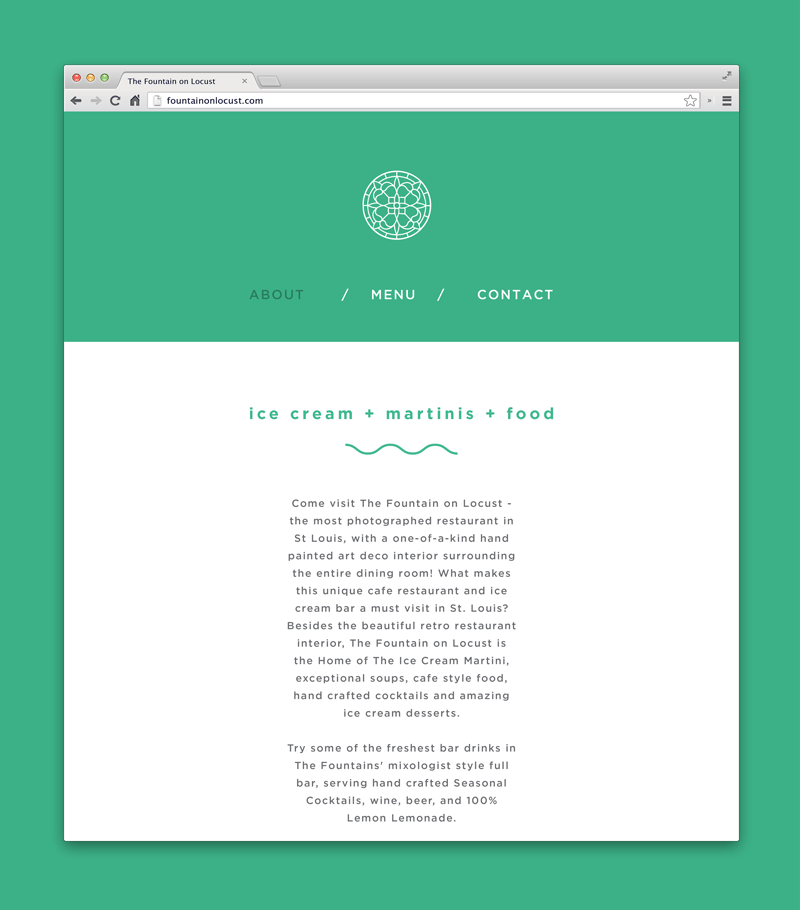 The Fountain on Locust
fountainonlocust.com
ABOUT / MENU / CONTACT
ice cream + martinis + food
Come visit The Fountain on Locust -
the most photographed restaurant in
St Louis, with a one-of-a-kind hand
painted art deco interior surrounding
the entire dining room! What makes
this unique cafe restaurant and ice
cream bar a must visit in St. Louis?
Besides the beautiful retro restaurant
interior, The Fountain on Locust is
the Home of The Ice Cream Martini,
exceptional soups, cafe style food,
hand crafted cocktails and amazing
ice cream desserts.
Try some of the freshest bar drinks in
The Fountains' mixologist style full
bar, serving hand crafted Seasonal
Cocktails, wine, beer, and 100%
Lemon Lemonade.